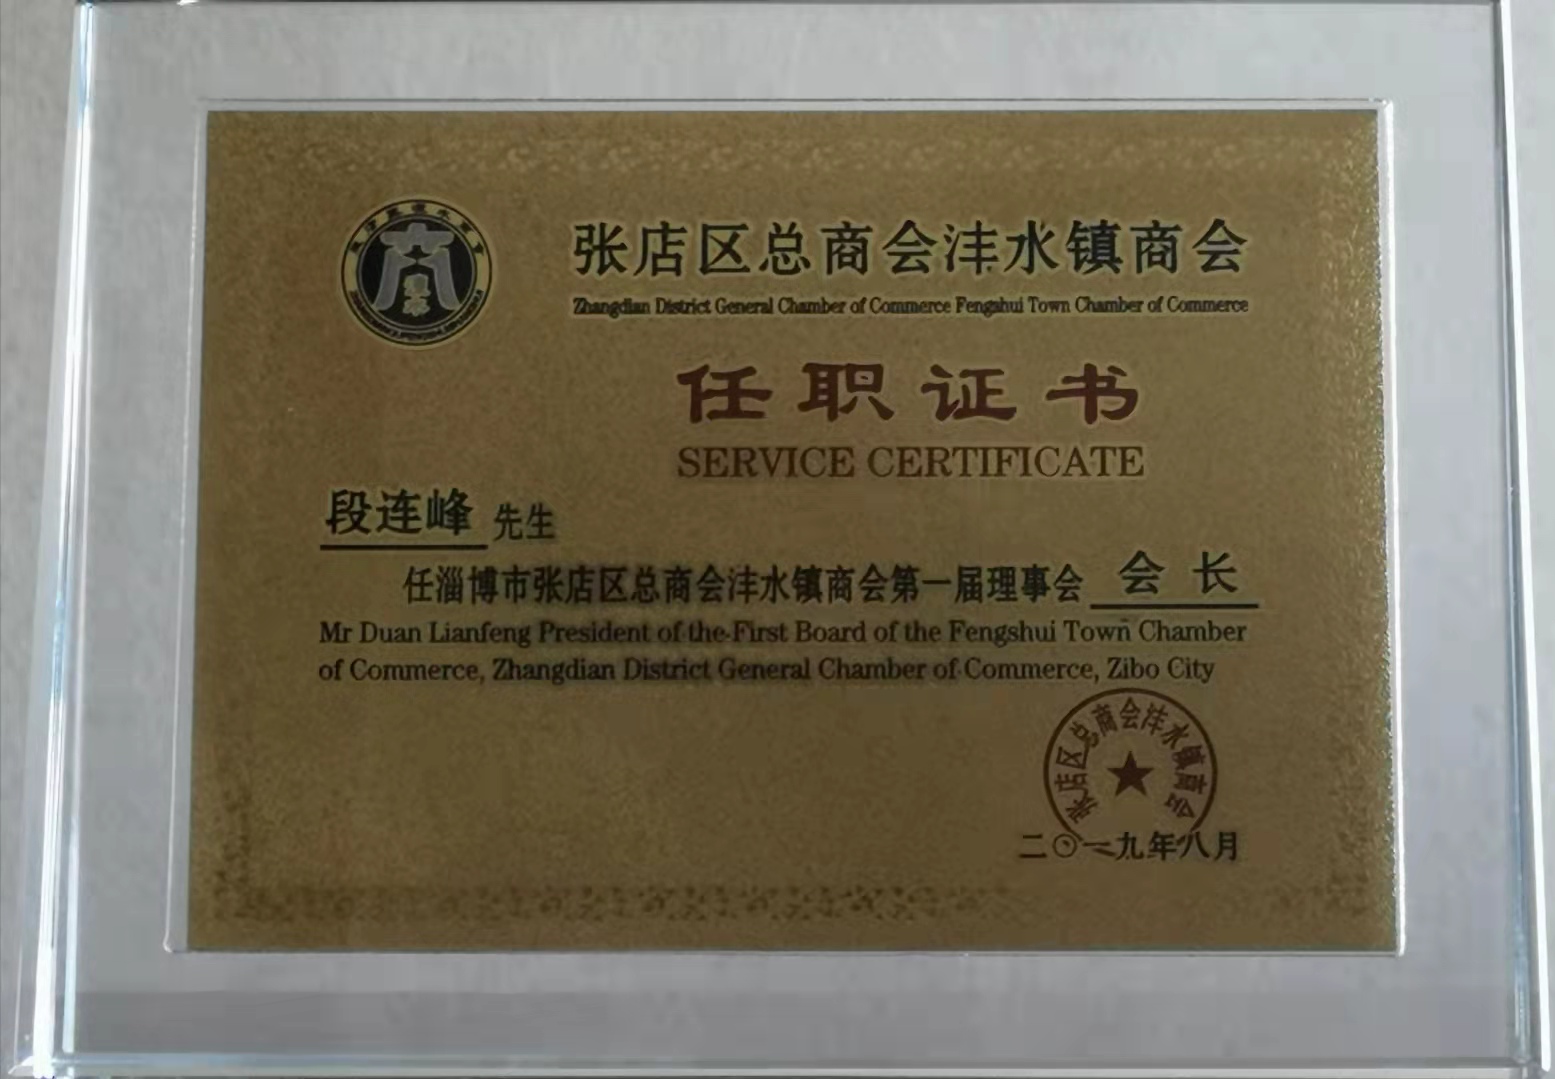 张店区总商会沣水镇商会
Zhangdian District General Chamber of Commerce Fengshui Town Chamber of Commerce
任职证书
SERVICE CERTIFICATE
段连峰 先生
任淄博市张店区总商会沣水镇商会第一届理事会 会长
Mr Duan Lianfeng President of the First Board of the Fengshui Town Chamber
of Commerce, Zhangdian District General Chamber of Commerce, Zibo City
张店区总商会沣水镇商会
二〇一九年八月